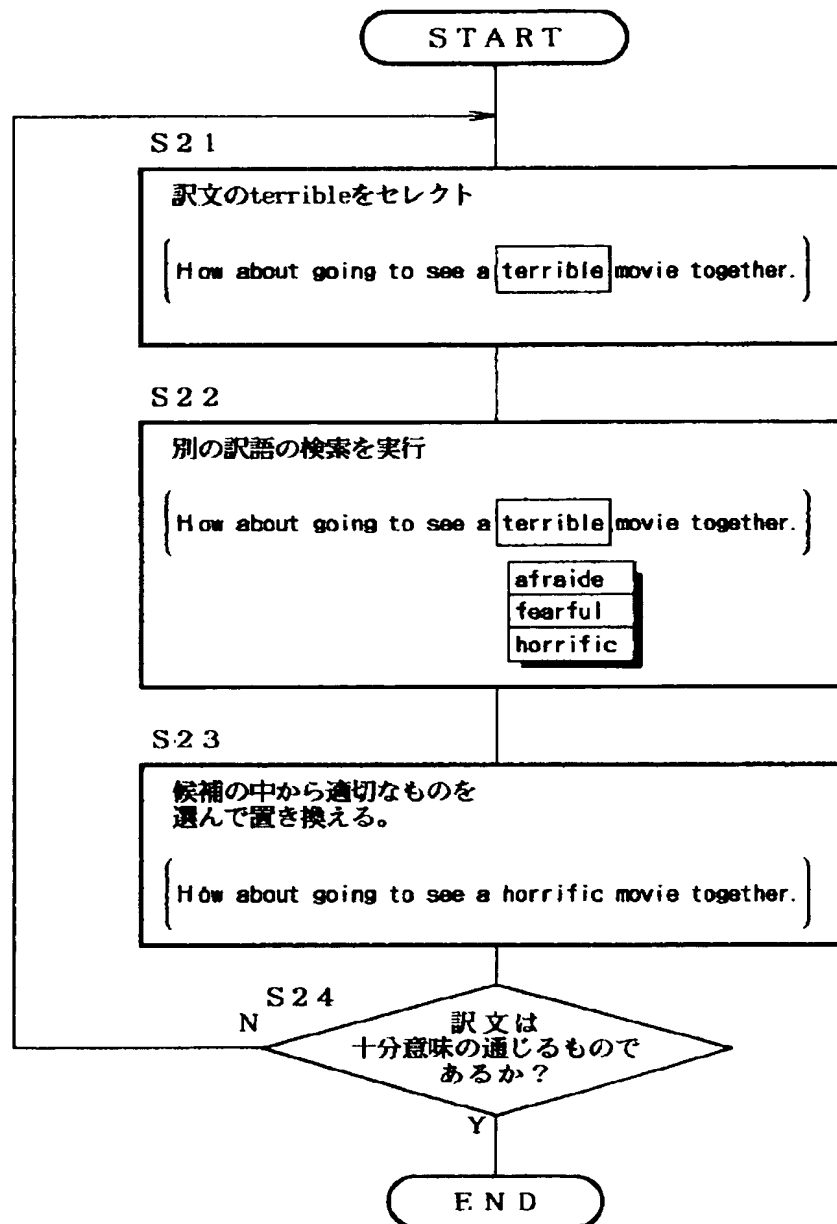 START
S21
訳文のterribleをセレクト
How about going to see a terrible movie together.
S22
別の訳語の検索を実行
How about going to see a terrible movie together.
afraide
fearful
horrific
S23
候補の中から適切なものを
選んで置き換える。
How about going to see a horrific movie together.
S24
N
訳文は
十分意味の通じるもので
あるか?
Y
END